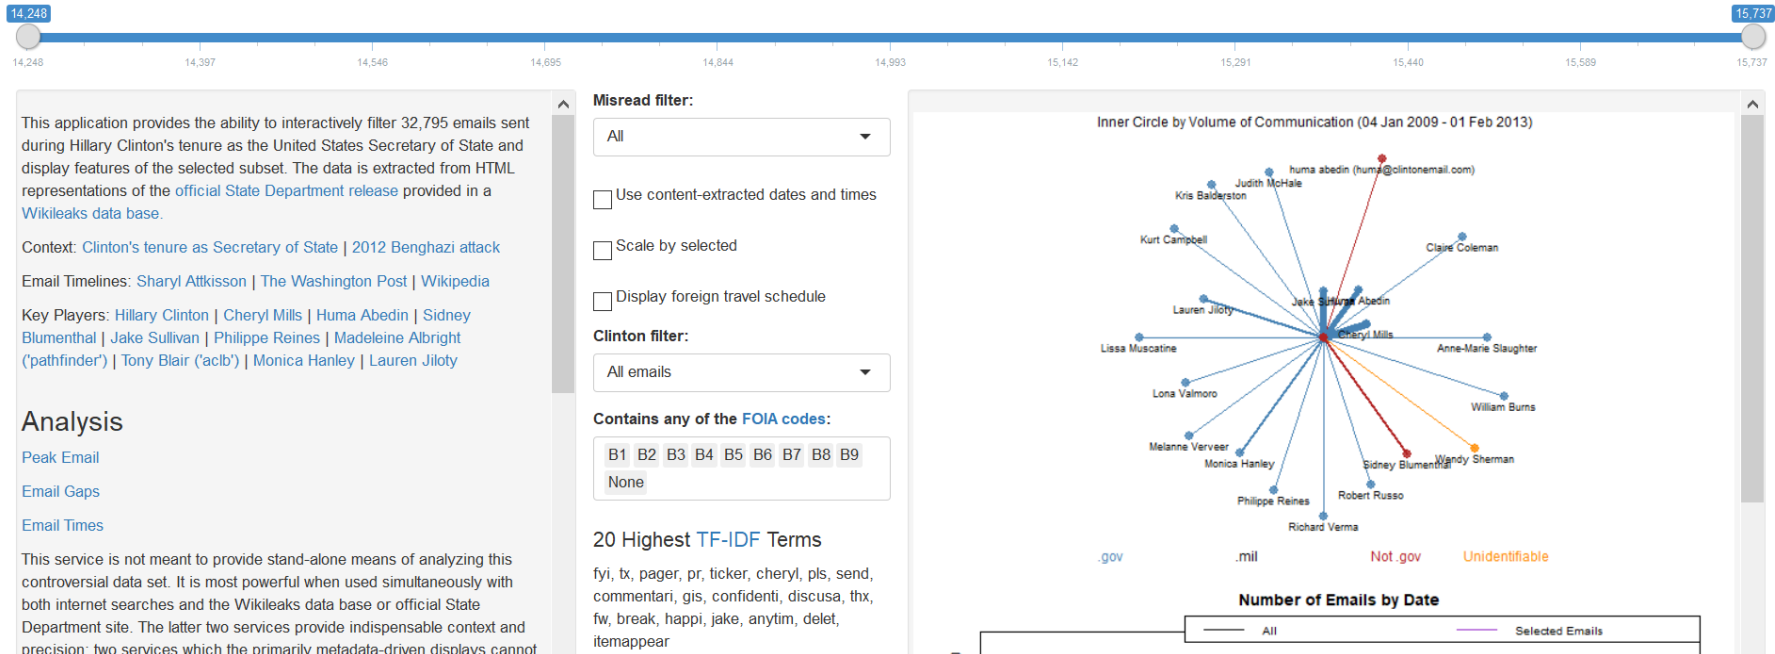 14,248
15,737
14,248
14,397
14,546
14,695
14,844
14,993
15,142
15,291
15,440
15,589
15,737
This application provides the ability to interactively filter 32,795 emails sent
during Hillary Clinton's tenure as the United States Secretary of State and
display features of the selected subset. The data is extracted from HTML
representations of the official State Department release provided in a
Wikileaks data base.
Context: Clinton's tenure as Secretary of State | 2012 Benghazi attack
Email Timelines: Sharyl Attkisson | The Washington Post | Wikipedia
Key Players: Hillary Clinton | Cheryl Mills | Huma Abedin | Sidney
Blumenthal | Jake Sullivan | Philippe Reines | Madeleine Albright
('pathfinder') | Tony Blair ('aclb') | Monica Hanley | Lauren Jiloty
Analysis
Peak Email
Email Gaps
Email Times
This service is not meant to provide stand-alone means of analyzing this
controversial data set. It is most powerful when used simultaneously with
both internet searches and the Wikileaks data base or official State
Department site. The latter two services provide indispensable context and
precision; two services which the primarily metadata-driven displays cannot
Misread filter:
All
Use content-extracted dates and times
Scale by selected
Display foreign travel schedule
Clinton filter:
All emails
Contains any of the FOIA codes:
B1 B2 B3 B4 B5 B6 B7 B8 B9
None
20 Highest TF-IDF Terms
fyi, tx, pager, pr, ticker, cheryl, pls, send,
commentari, gis, confidenti, discusa, thx,
fw, break, happi, jake, anytim, delet,
itemappear
Inner Circle by Volume of Communication (04 Jan 2009 - 01 Feb 2013)
huma abedin (huma@clintonemail.com)
Judith McHale
Kris Balderston
Kurt Campbell
Claire Coleman
Jake Sullivan
Huma Abedin
Lauren Jiloty
Cheryl Mills
Lissa Muscatine
Anne-Marie Slaughter
Lona Valmoro
William Burns
Melanne Verveer
Monica Hanley
Sidney Blumenthal
Wendy Sherman
Philippe Reines
Robert Russo
Richard Verma
.gov
.mil
Not .gov
Unidentifiable
Number of Emails by Date
All
Selected Emails